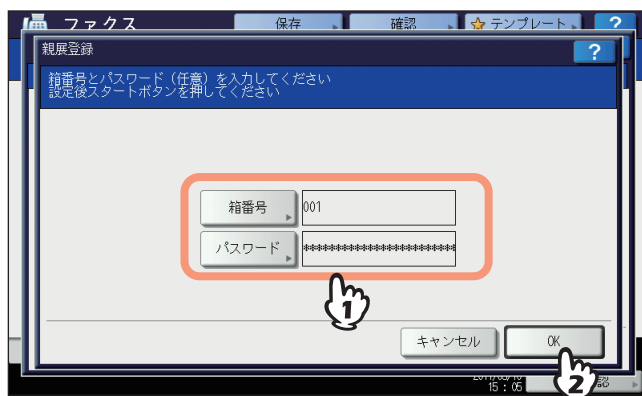 ファクス 保存 確認 テンプレート ?
親展登録 ?
箱番号とパスワード(任意)を入力してください
設定後スタートボタンを押してください
箱番号 001
パスワード ************************
1
キャンセル OK
2
15:05